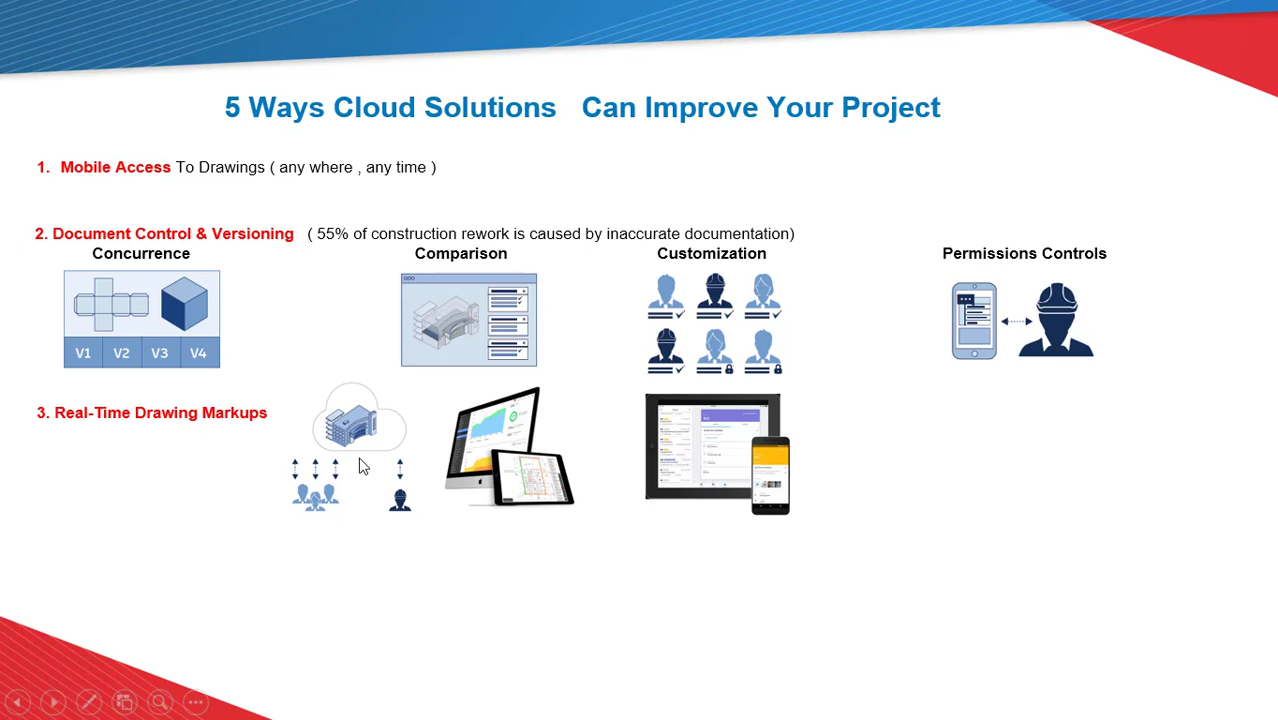 5 Ways Cloud Solutions Can Improve Your Project
1. Mobile Access To Drawings ( any where , any time )
2. Document Control & Versioning ( 55% of construction rework is caused by inaccurate documentation)
Concurrence Comparison Customization Permissions Controls
V1 V2 V3 V4
3. Real-Time Drawing Markups